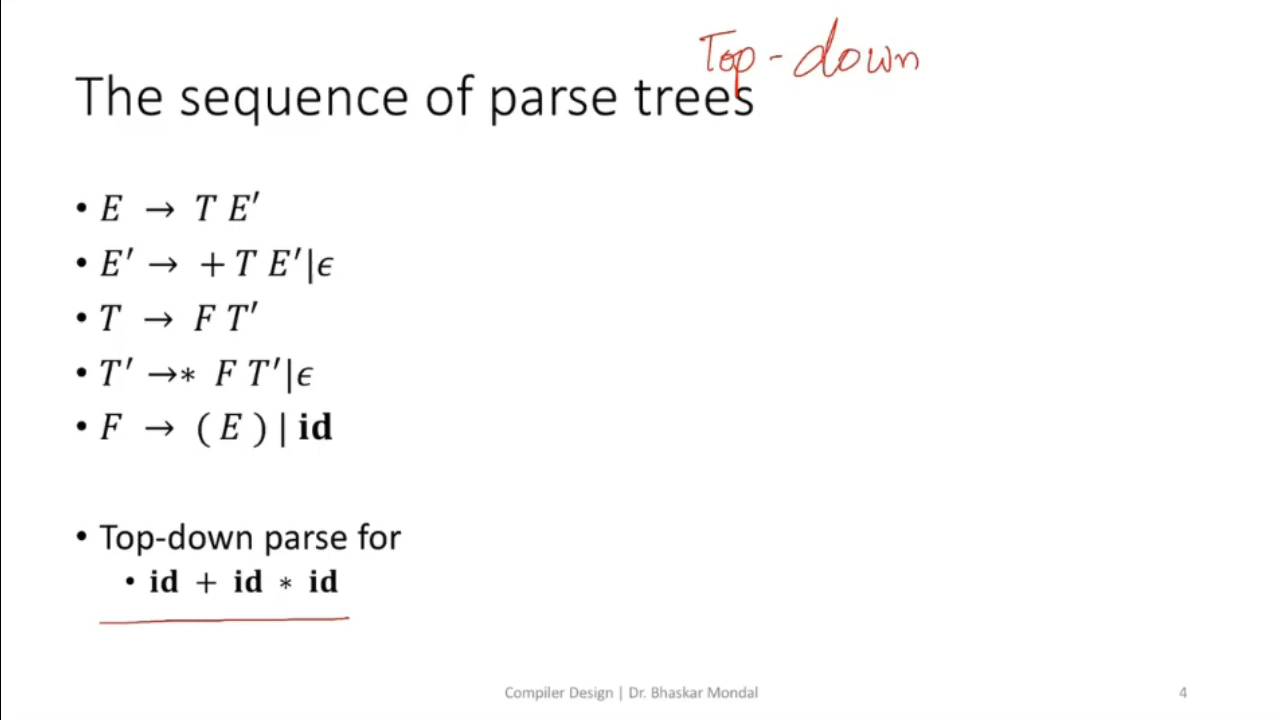 Top-down
The sequence of parse trees
• E → T E′
• E′ → + T E′|ϵ
• T → F T′
• T′ →* F T′|ϵ
• F → ( E ) | id
• Top-down parse for
• id + id * id
Compiler Design | Dr. Bhaskar Mondal
4